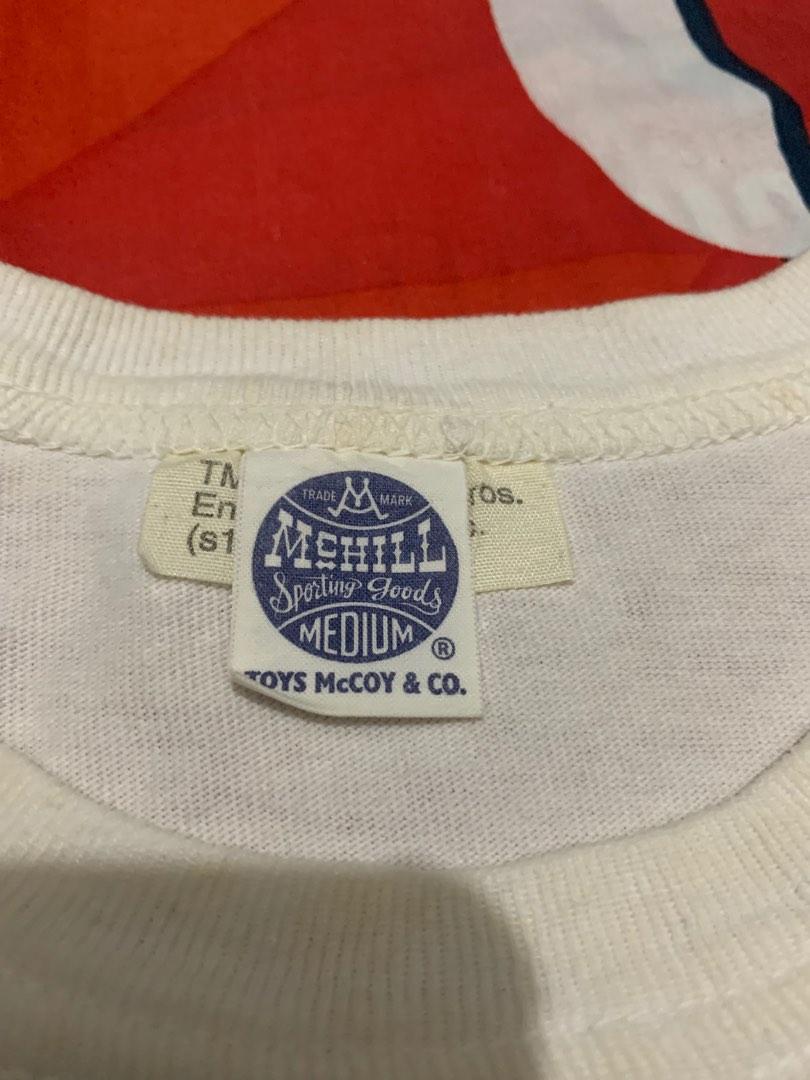 TRADE MARK
McHILL
Sporting Goods
MEDIUM
®
TOYS McCOY & CO.
TM
En
ros.
(s1